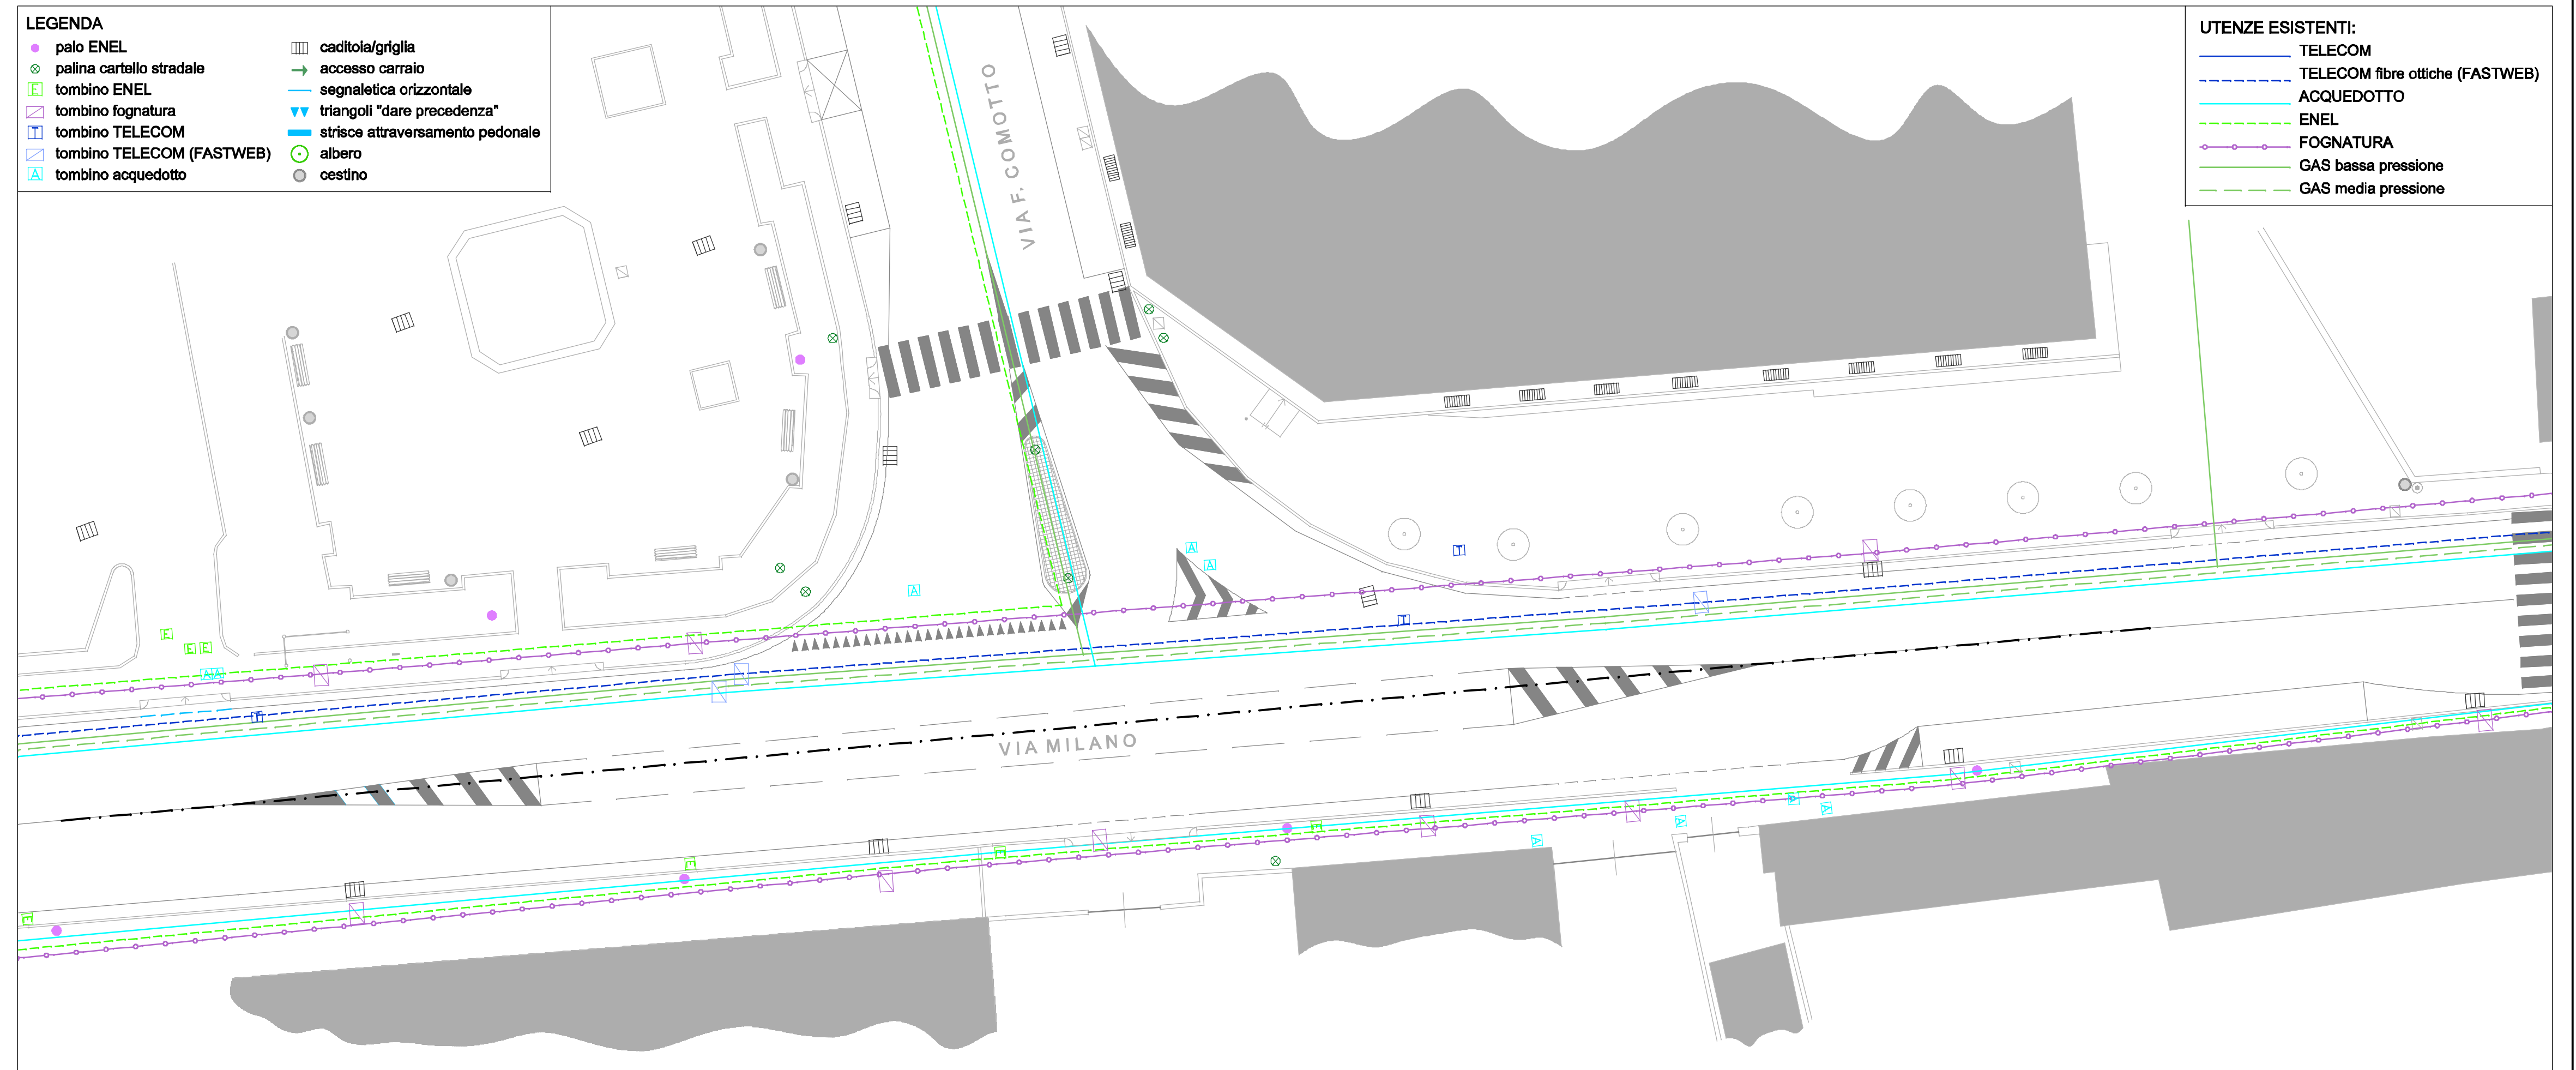 LEGENDA
palo ENEL
palina cartello stradale
E tombino ENEL
tombino fognatura
T tombino TELECOM
tombino TELECOM (FASTWEB)
A tombino acquedotto
caditoia/griglia
accesso carraio
segnaletica orizzontale
triangoli "dare precedenza"
strisce attraversamento pedonale
albero
cestino
UTENZE ESISTENTI:
TELECOM
TELECOM fibre ottiche (FASTWEB)
ACQUEDOTTO
ENEL
FOGNATURA
GAS bassa pressione
GAS media pressione
VIA F. COMOTTO
A
T
A
A
T
E
E
E
A
A
T
VIA MILANO
E
E
E
E
A
A
A
A